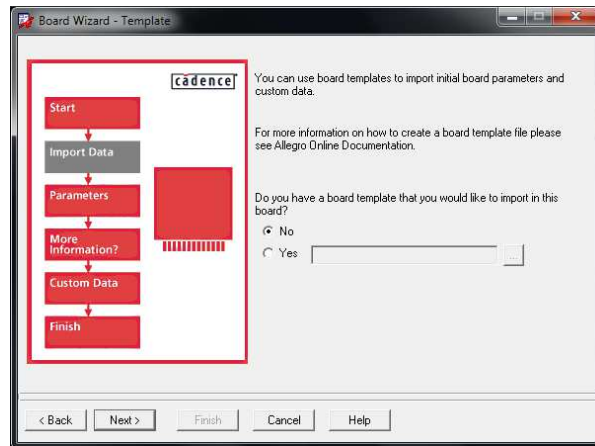 Board Wizard - Template
cādence
Start
Import Data
Parameters
More
Information?
Custom Data
Finish
You can use board templates to import initial board parameters and
custom data.
For more information on how to create a board template file please
see Allegro Online Documentation.
Do you have a board template that you would like to import in this
board?
No
Yes
...
< Back
Next >
Finish
Cancel
Help